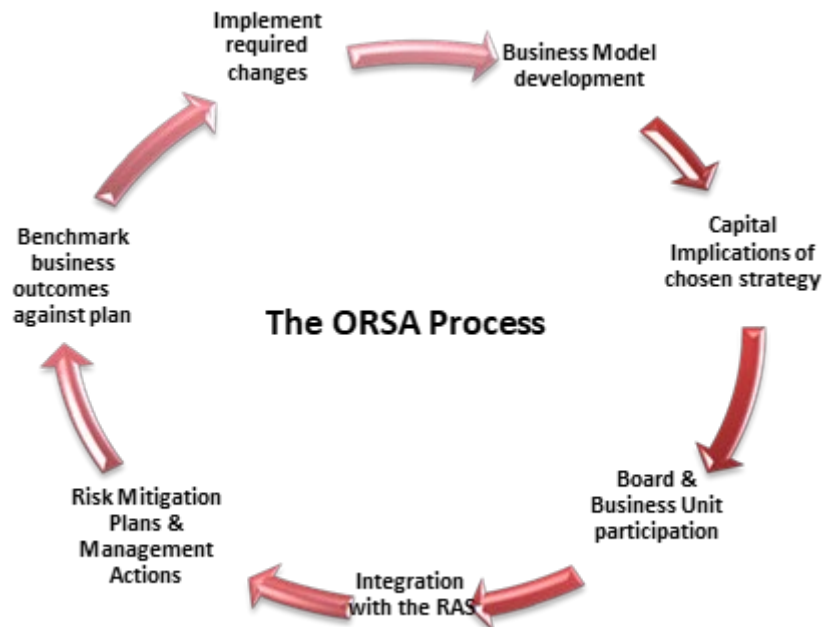 Implement
required
changes
Business Model
development
Capital
Implications of
chosen strategy
Board &
Business Unit
participation
Integration
with the RAS
Risk Mitigation
Plans &
Management
Actions
Benchmark
business
outcomes
against plan
The ORSA Process